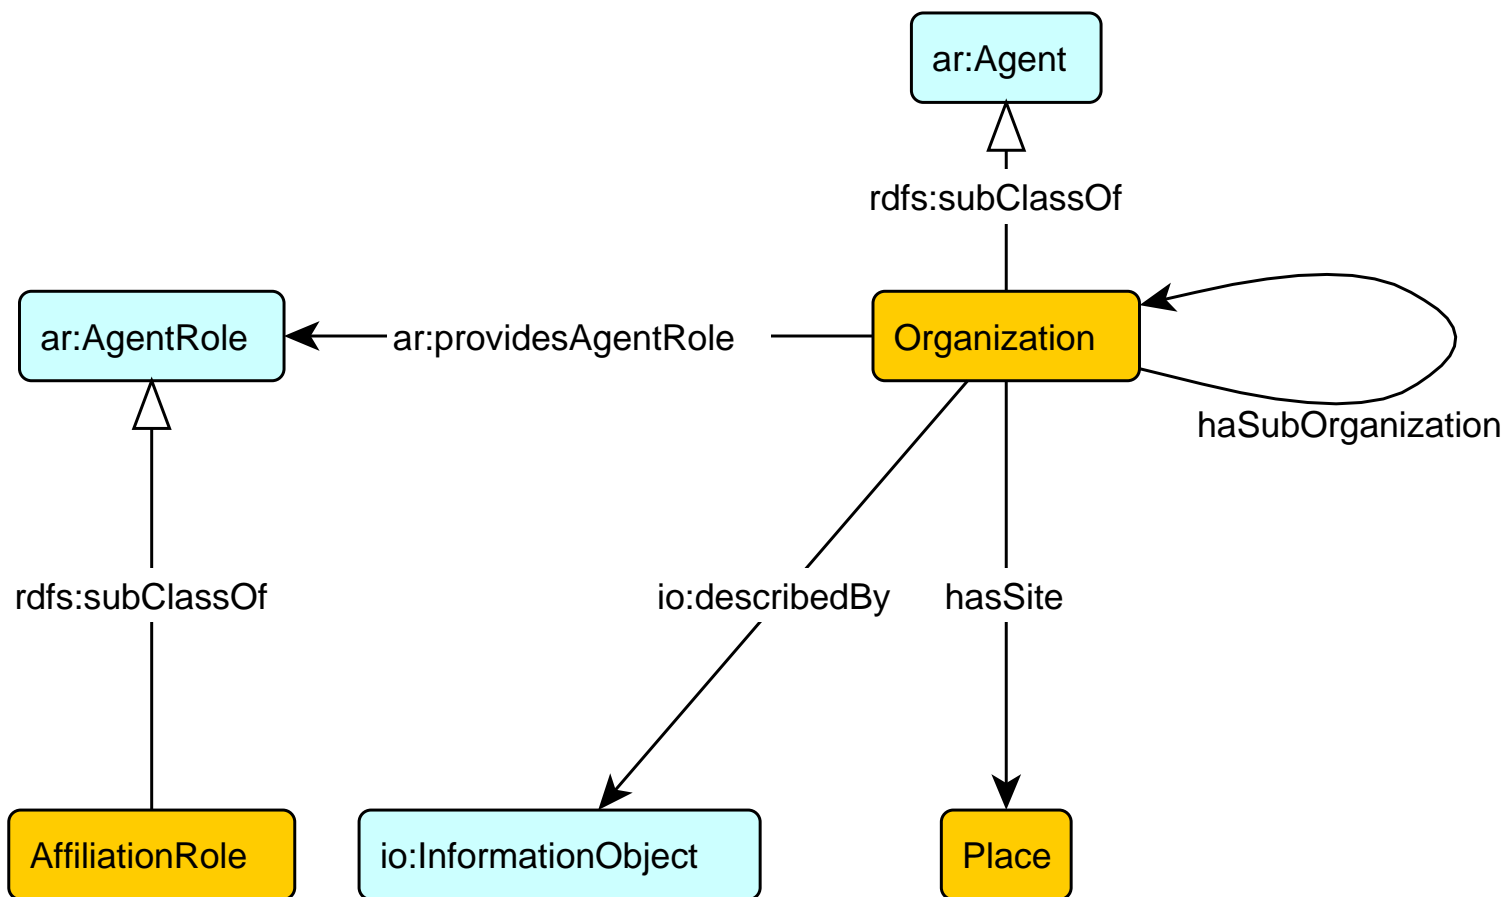 ar:Agent
rdfs:subClassOf
ar:AgentRole
ar:providesAgentRole
Organization
haSubOrganization
rdfs:subClassOf
io:describedBy
hasSite
AffiliationRole
io:InformationObject
Place